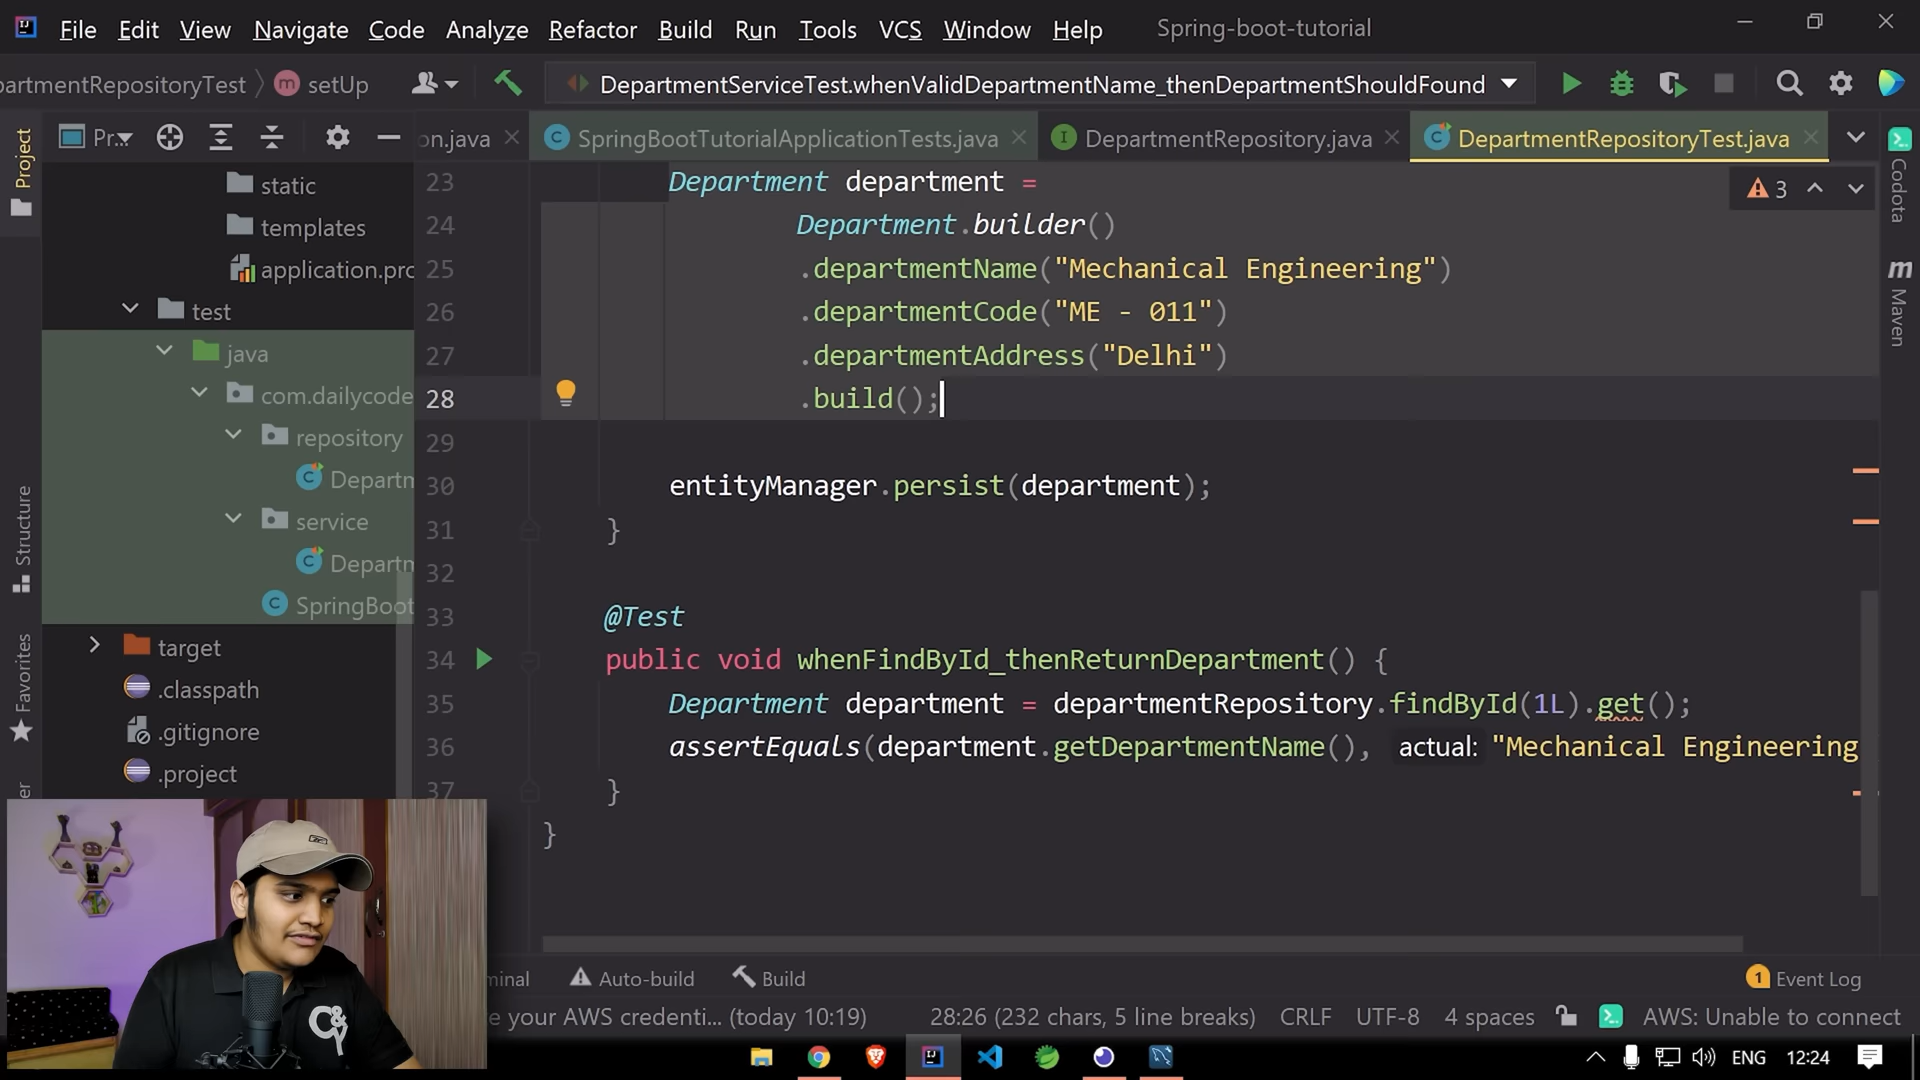 File Edit View Navigate Code Analyze Refactor Build Run Tools VCS Window Help Spring-boot-tutorial
partmentRepositoryTest setUp DepartmentServiceTest.whenValidDepartmentName_thenDepartmentShouldFound
Project Pr... on.java SpringBootTutorialApplicationTests.java DepartmentRepository.java DepartmentRepositoryTest.java
static
templates
application.pro
test
java
com.dailycode
repository
Departm
service
Departm
SpringBoot
target
.classpath
.gitignore
.project
Structure
Favorites
3
Codota
Maven
23 Department department =
24 Department.builder()
25 .departmentName("Mechanical Engineering")
26 .departmentCode("ME - 011")
27 .departmentAddress("Delhi")
28 .build();
29
30 entityManager.persist(department);
31 }
32
33 @Test
34 public void whenFindById_thenReturnDepartment() {
35 Department department = departmentRepository.findById(1L).get();
36 assertEquals(department.getDepartmentName(), actual: "Mechanical Engineering
37 }
}
minal Auto-build Build 1 Event Log
e your AWS credenti... (today 10:19) 28:26 (232 chars, 5 line breaks) CRLF UTF-8 4 spaces AWS: Unable to connect
ENG 12:24